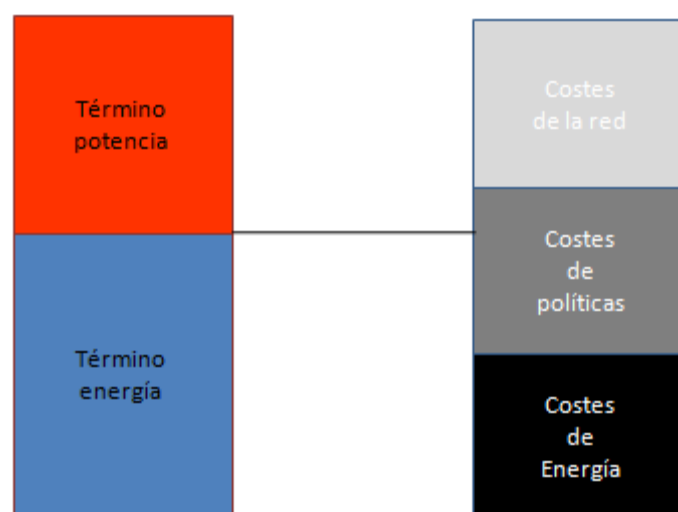 Término
potencia
Término
energía
Costes
de la red
Costes
de
políticas
Costes
de
Energía